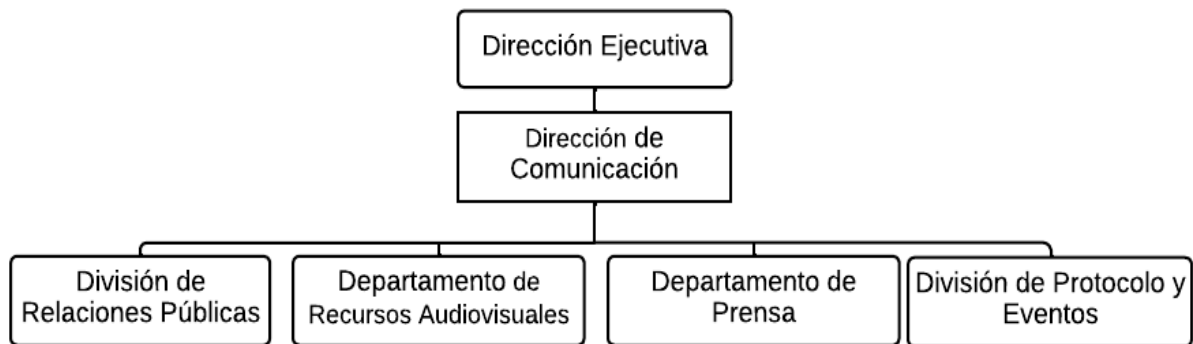 Dirección Ejecutiva
Dirección de
Comunicación
División de
Relaciones Públicas
Departamento de
Recursos Audiovisuales
Departamento de
Prensa
División de Protocolo y
Eventos